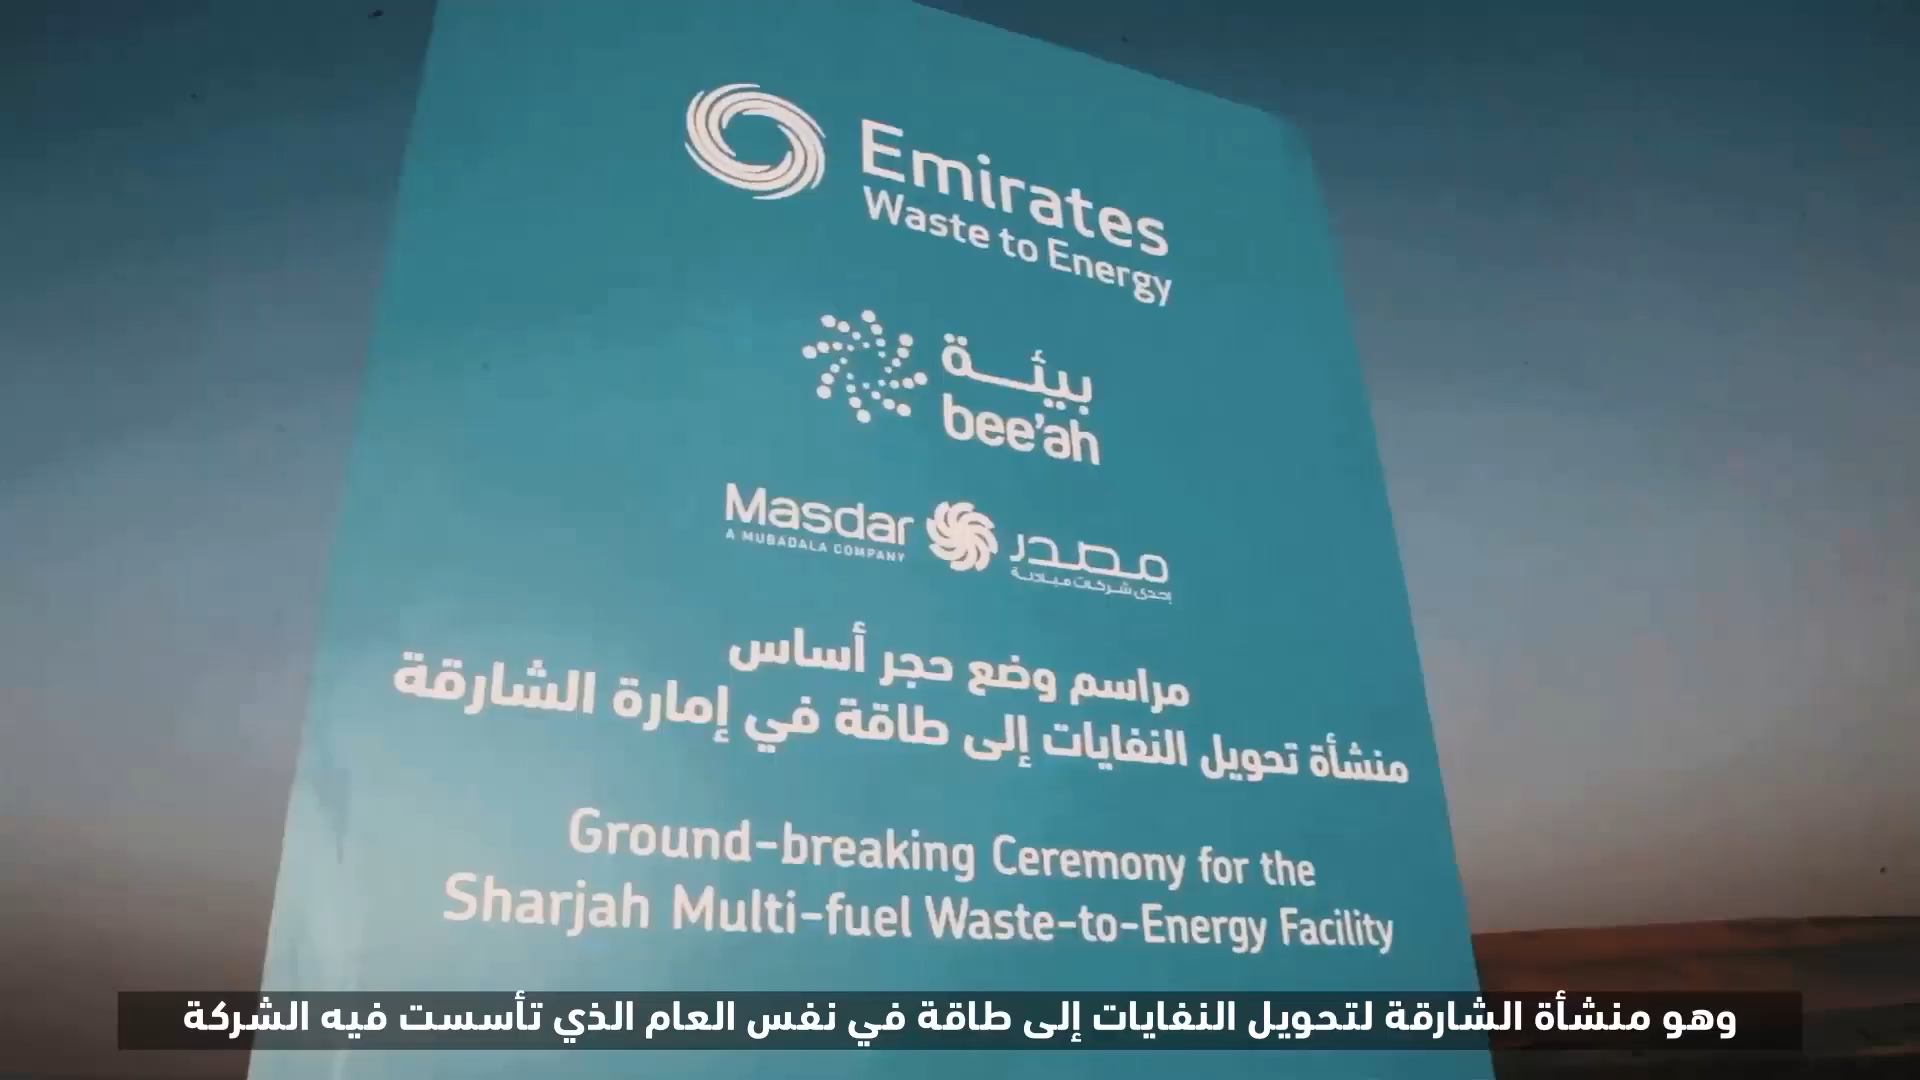 Emirates
Waste to Energy
بيئة
bee'ah
Masdar
A MUBADALA COMPANY
مصدر
إحدى شركات مبادلة
مراسم وضع حجر أساس
منشأة تحويل النفايات إلى طاقة في إمارة الشارقة
Ground-breaking Ceremony for the
Sharjah Multi-fuel Waste-to-Energy Facility
وهو منشأة الشارقة لتحويل النفايات إلى طاقة في نفس العام الذي تأسست فيه الشركة